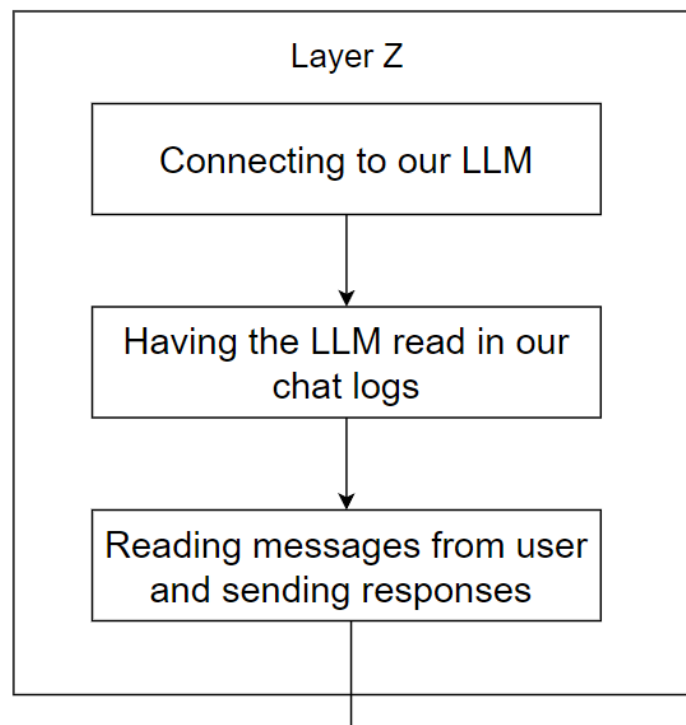 Layer Z
Connecting to our LLM
Having the LLM read in our
chat logs
Reading messages from user
and sending responses